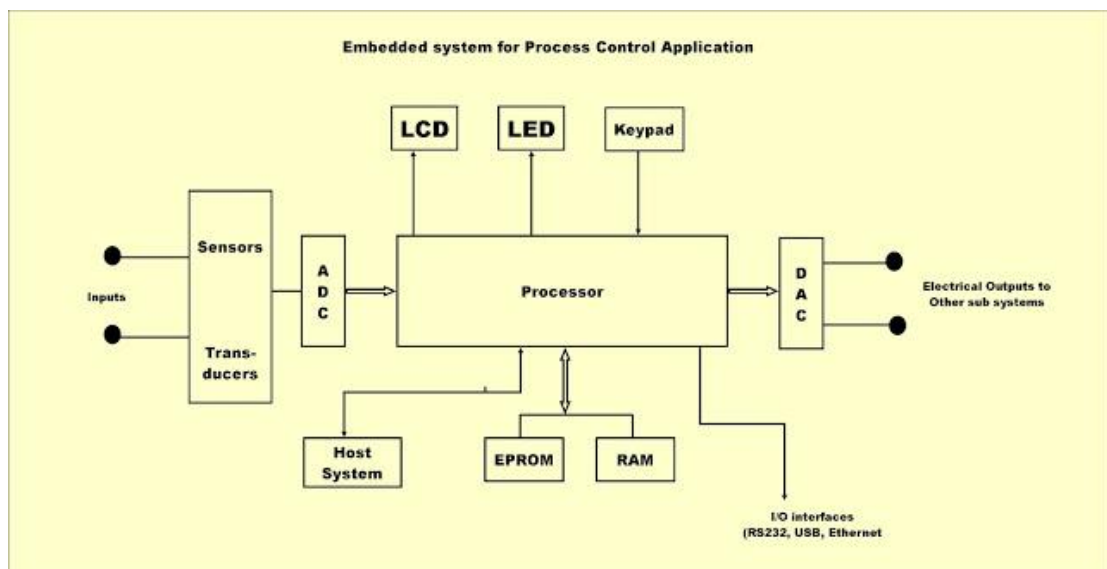 Embedded system for Process Control Application
LCD
LED
Keypad
Sensors
Trans-
ducers
Inputs
A
D
C
Processor
D
A
C
Electrical Outputs to
Other sub systems
Host
System
EPROM
RAM
I/O interfaces
(RS232, USB, Ethernet